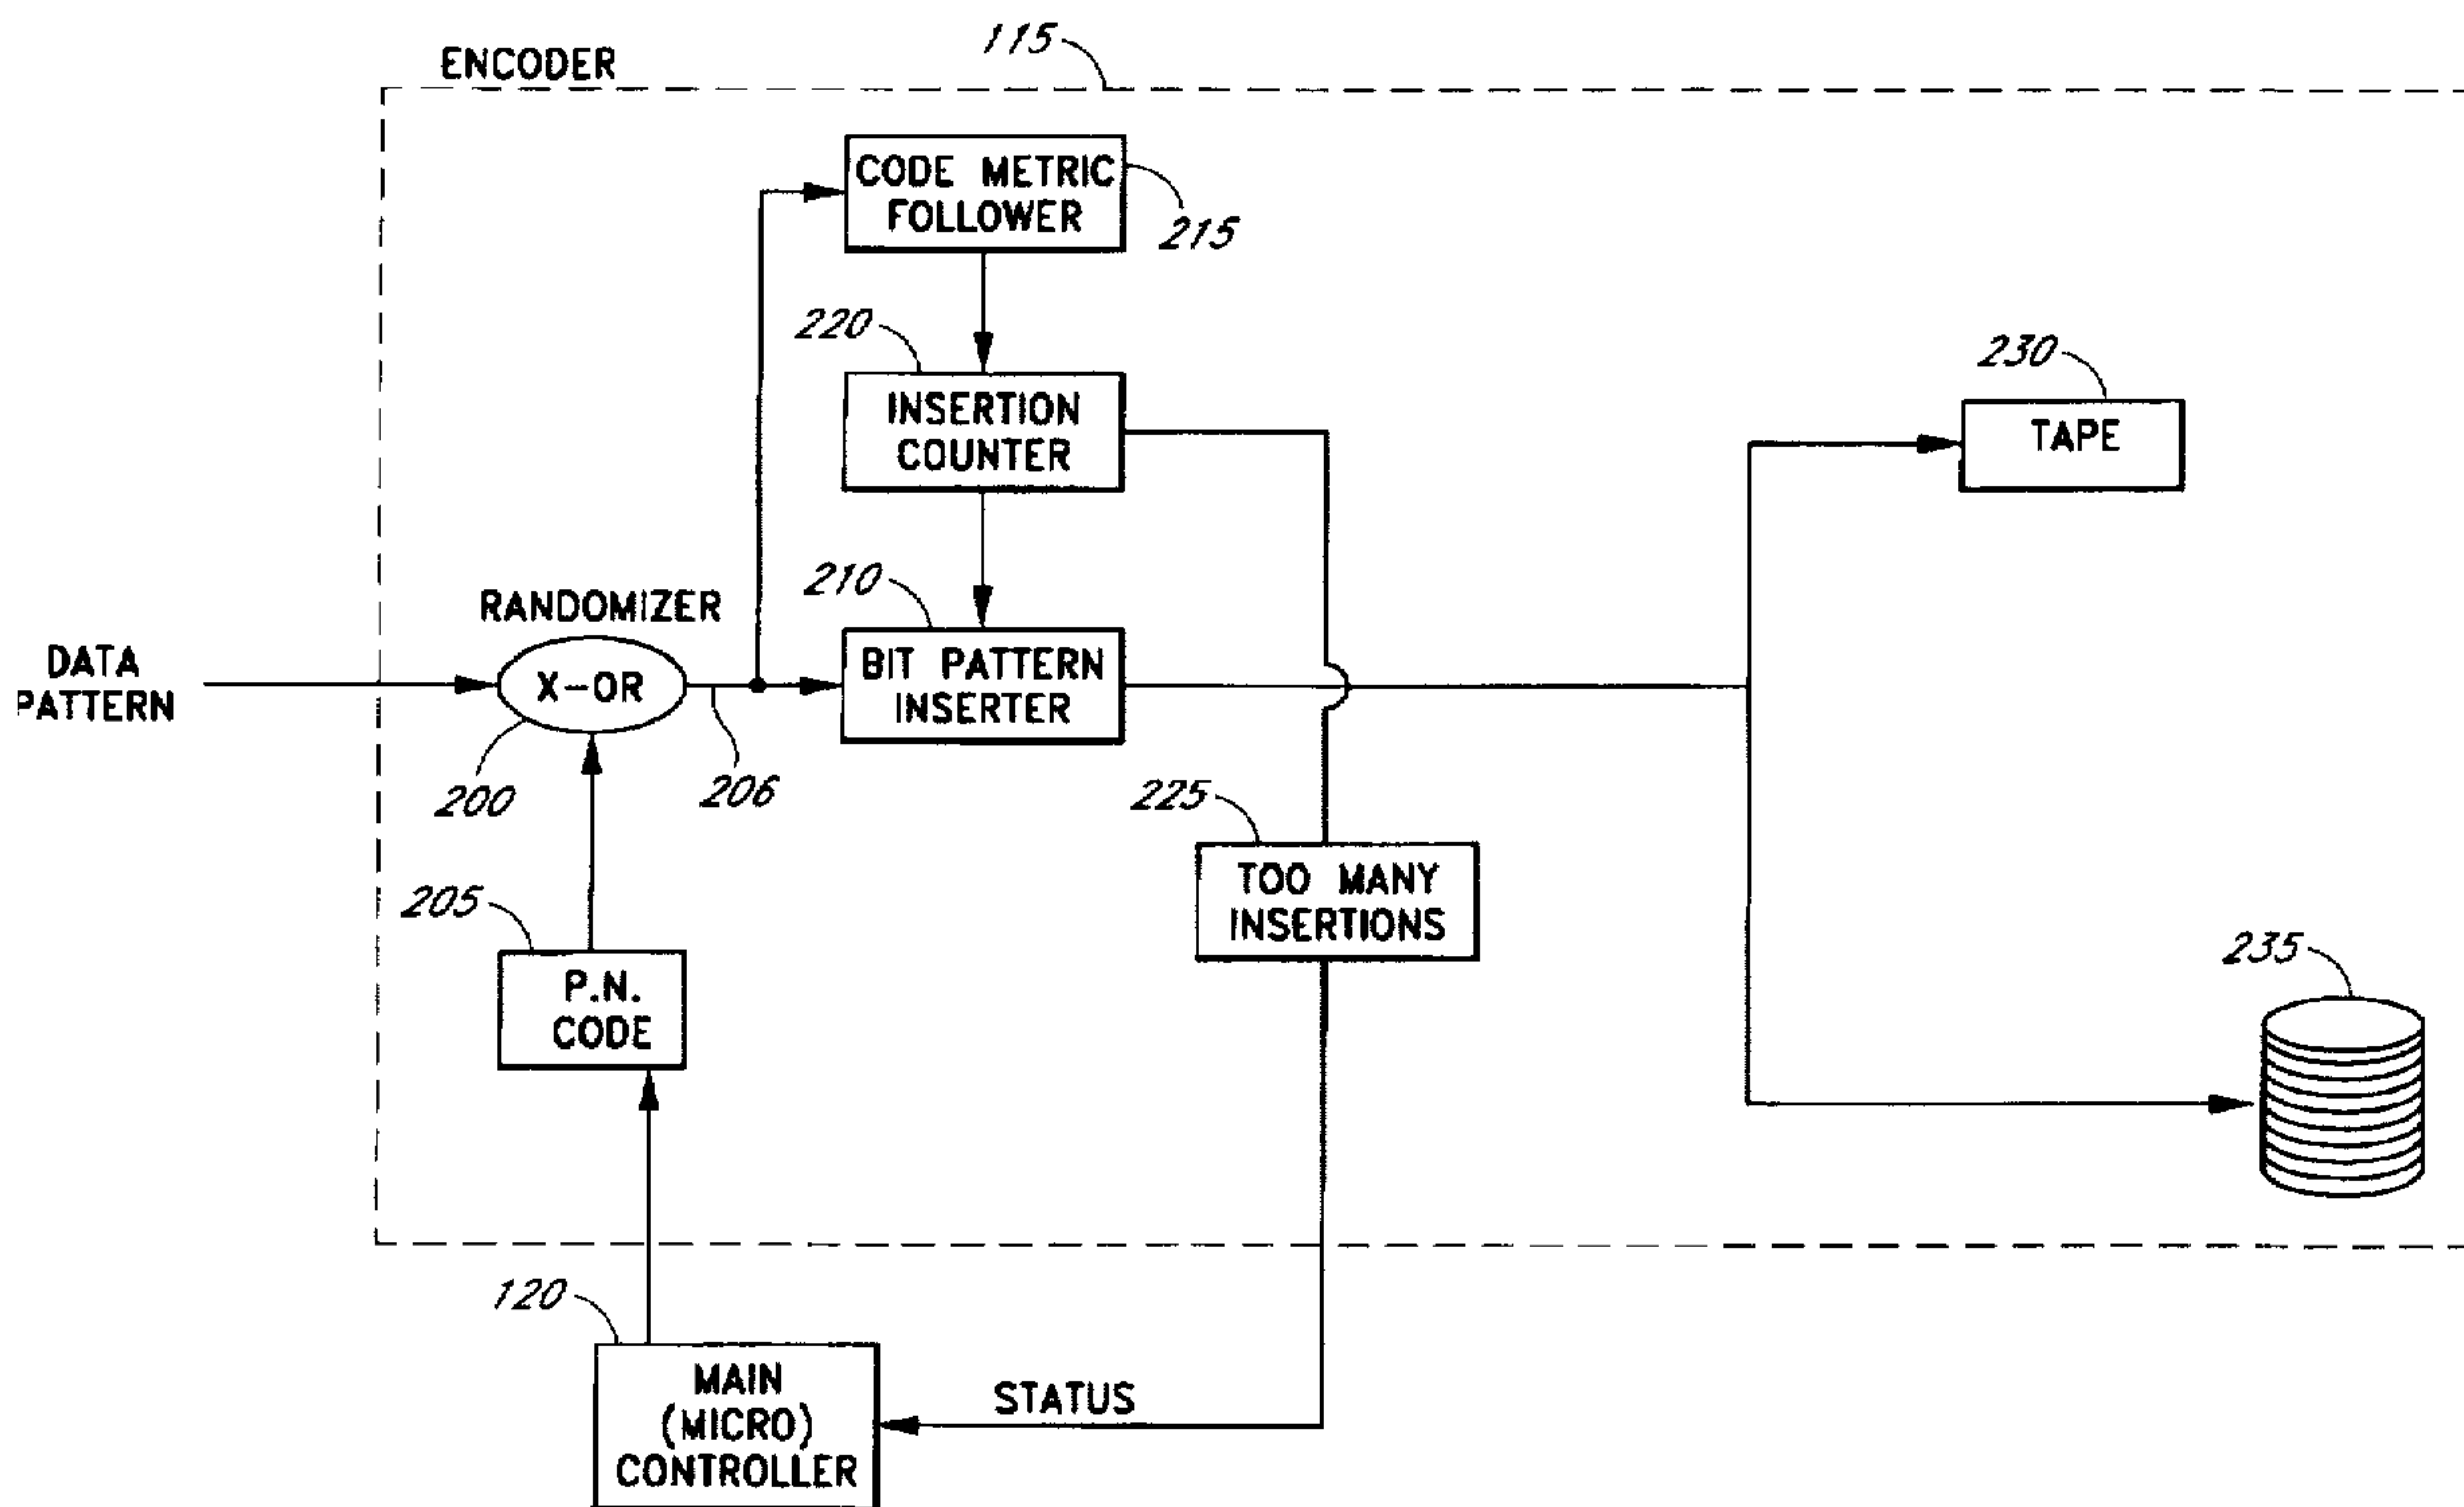 ENCODER
115
CODE METRIC
FOLLOWER
215
220
INSERTION
COUNTER
230
TAPE
210
RANDOMIZER
DATA
PATTERN
X-OR
BIT PATTERN
INSERTER
200
206
225
TOO MANY
INSERTIONS
205
P.N.
CODE
235
120
MAIN
(MICRO)
CONTROLLER
STATUS